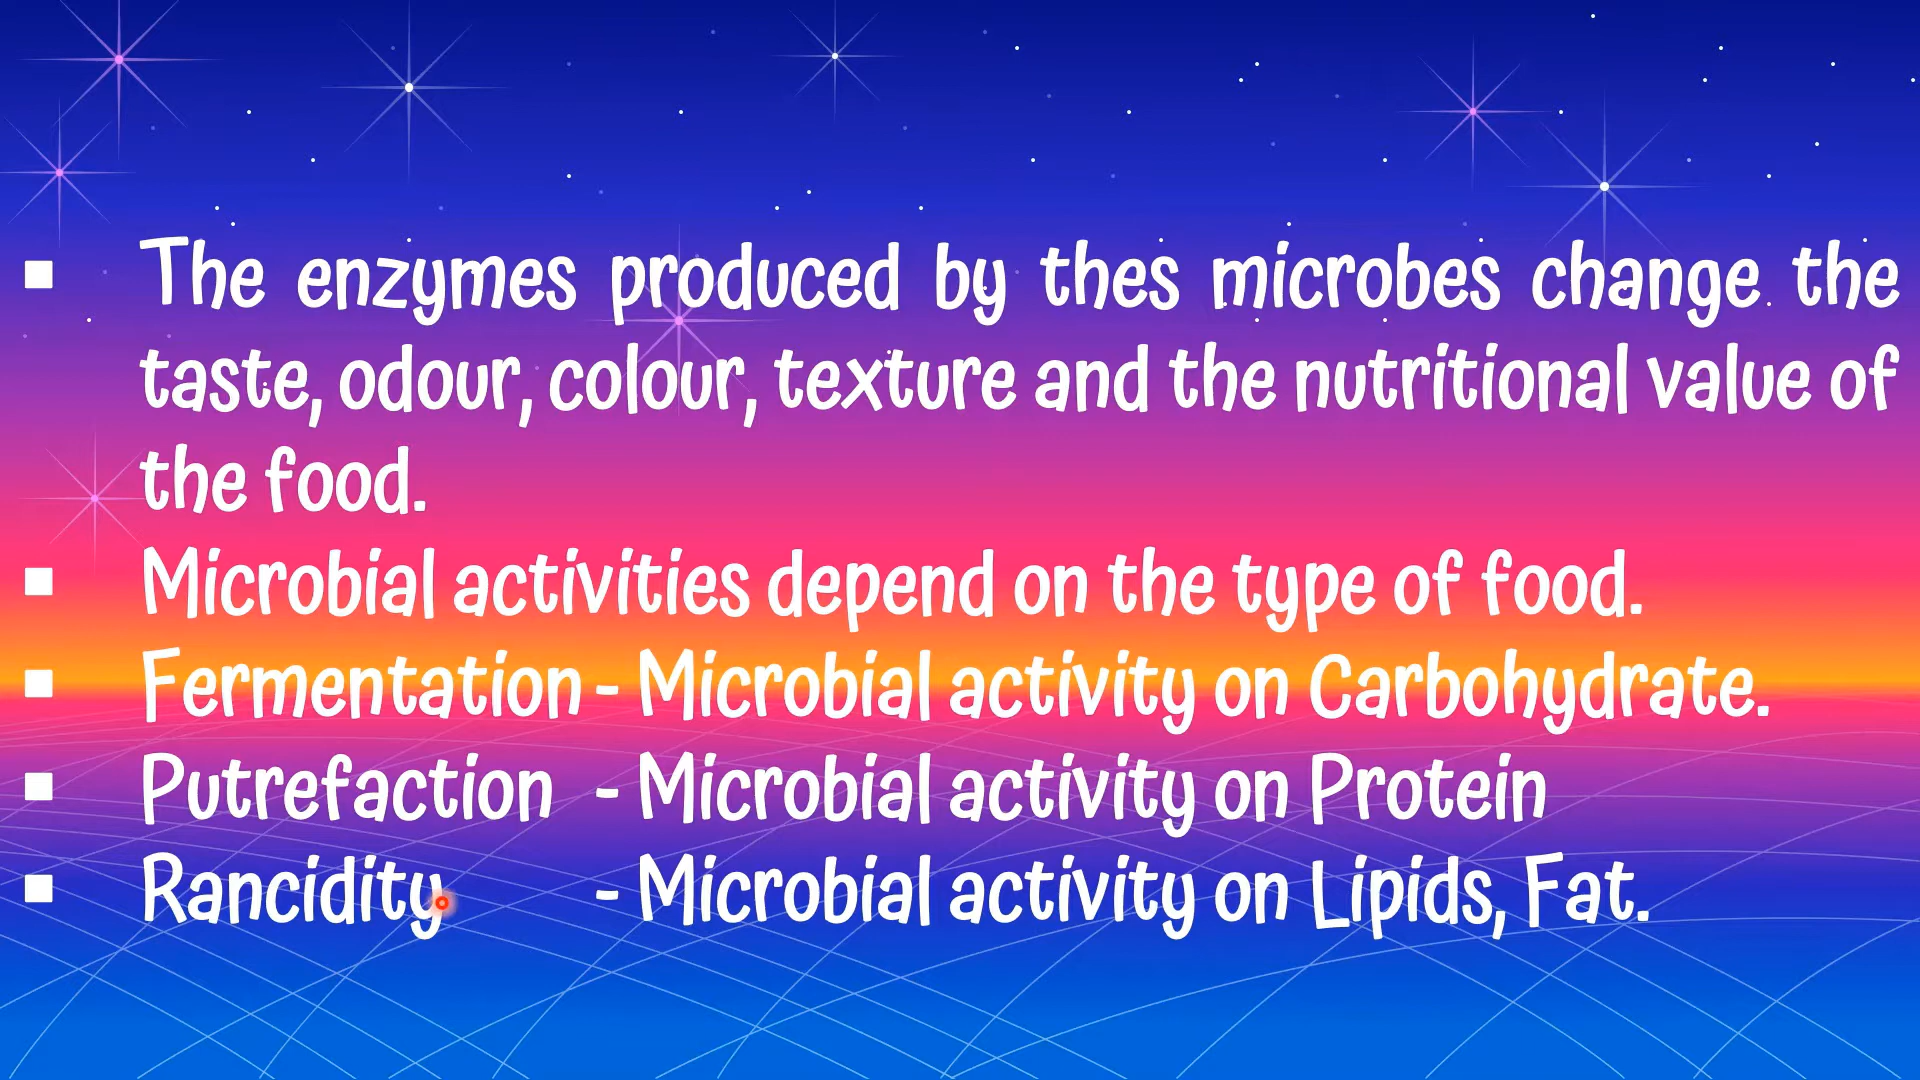 ▪ The enzymes produced by thes microbes change the
taste, odour, colour, texture and the nutritional value of
the food.
▪ Microbial activities depend on the type of food.
▪ Fermentation - Microbial activity on Carbohydrate.
▪ Putrefaction - Microbial activity on Protein
▪ Rancidity - Microbial activity on Lipids, Fat.